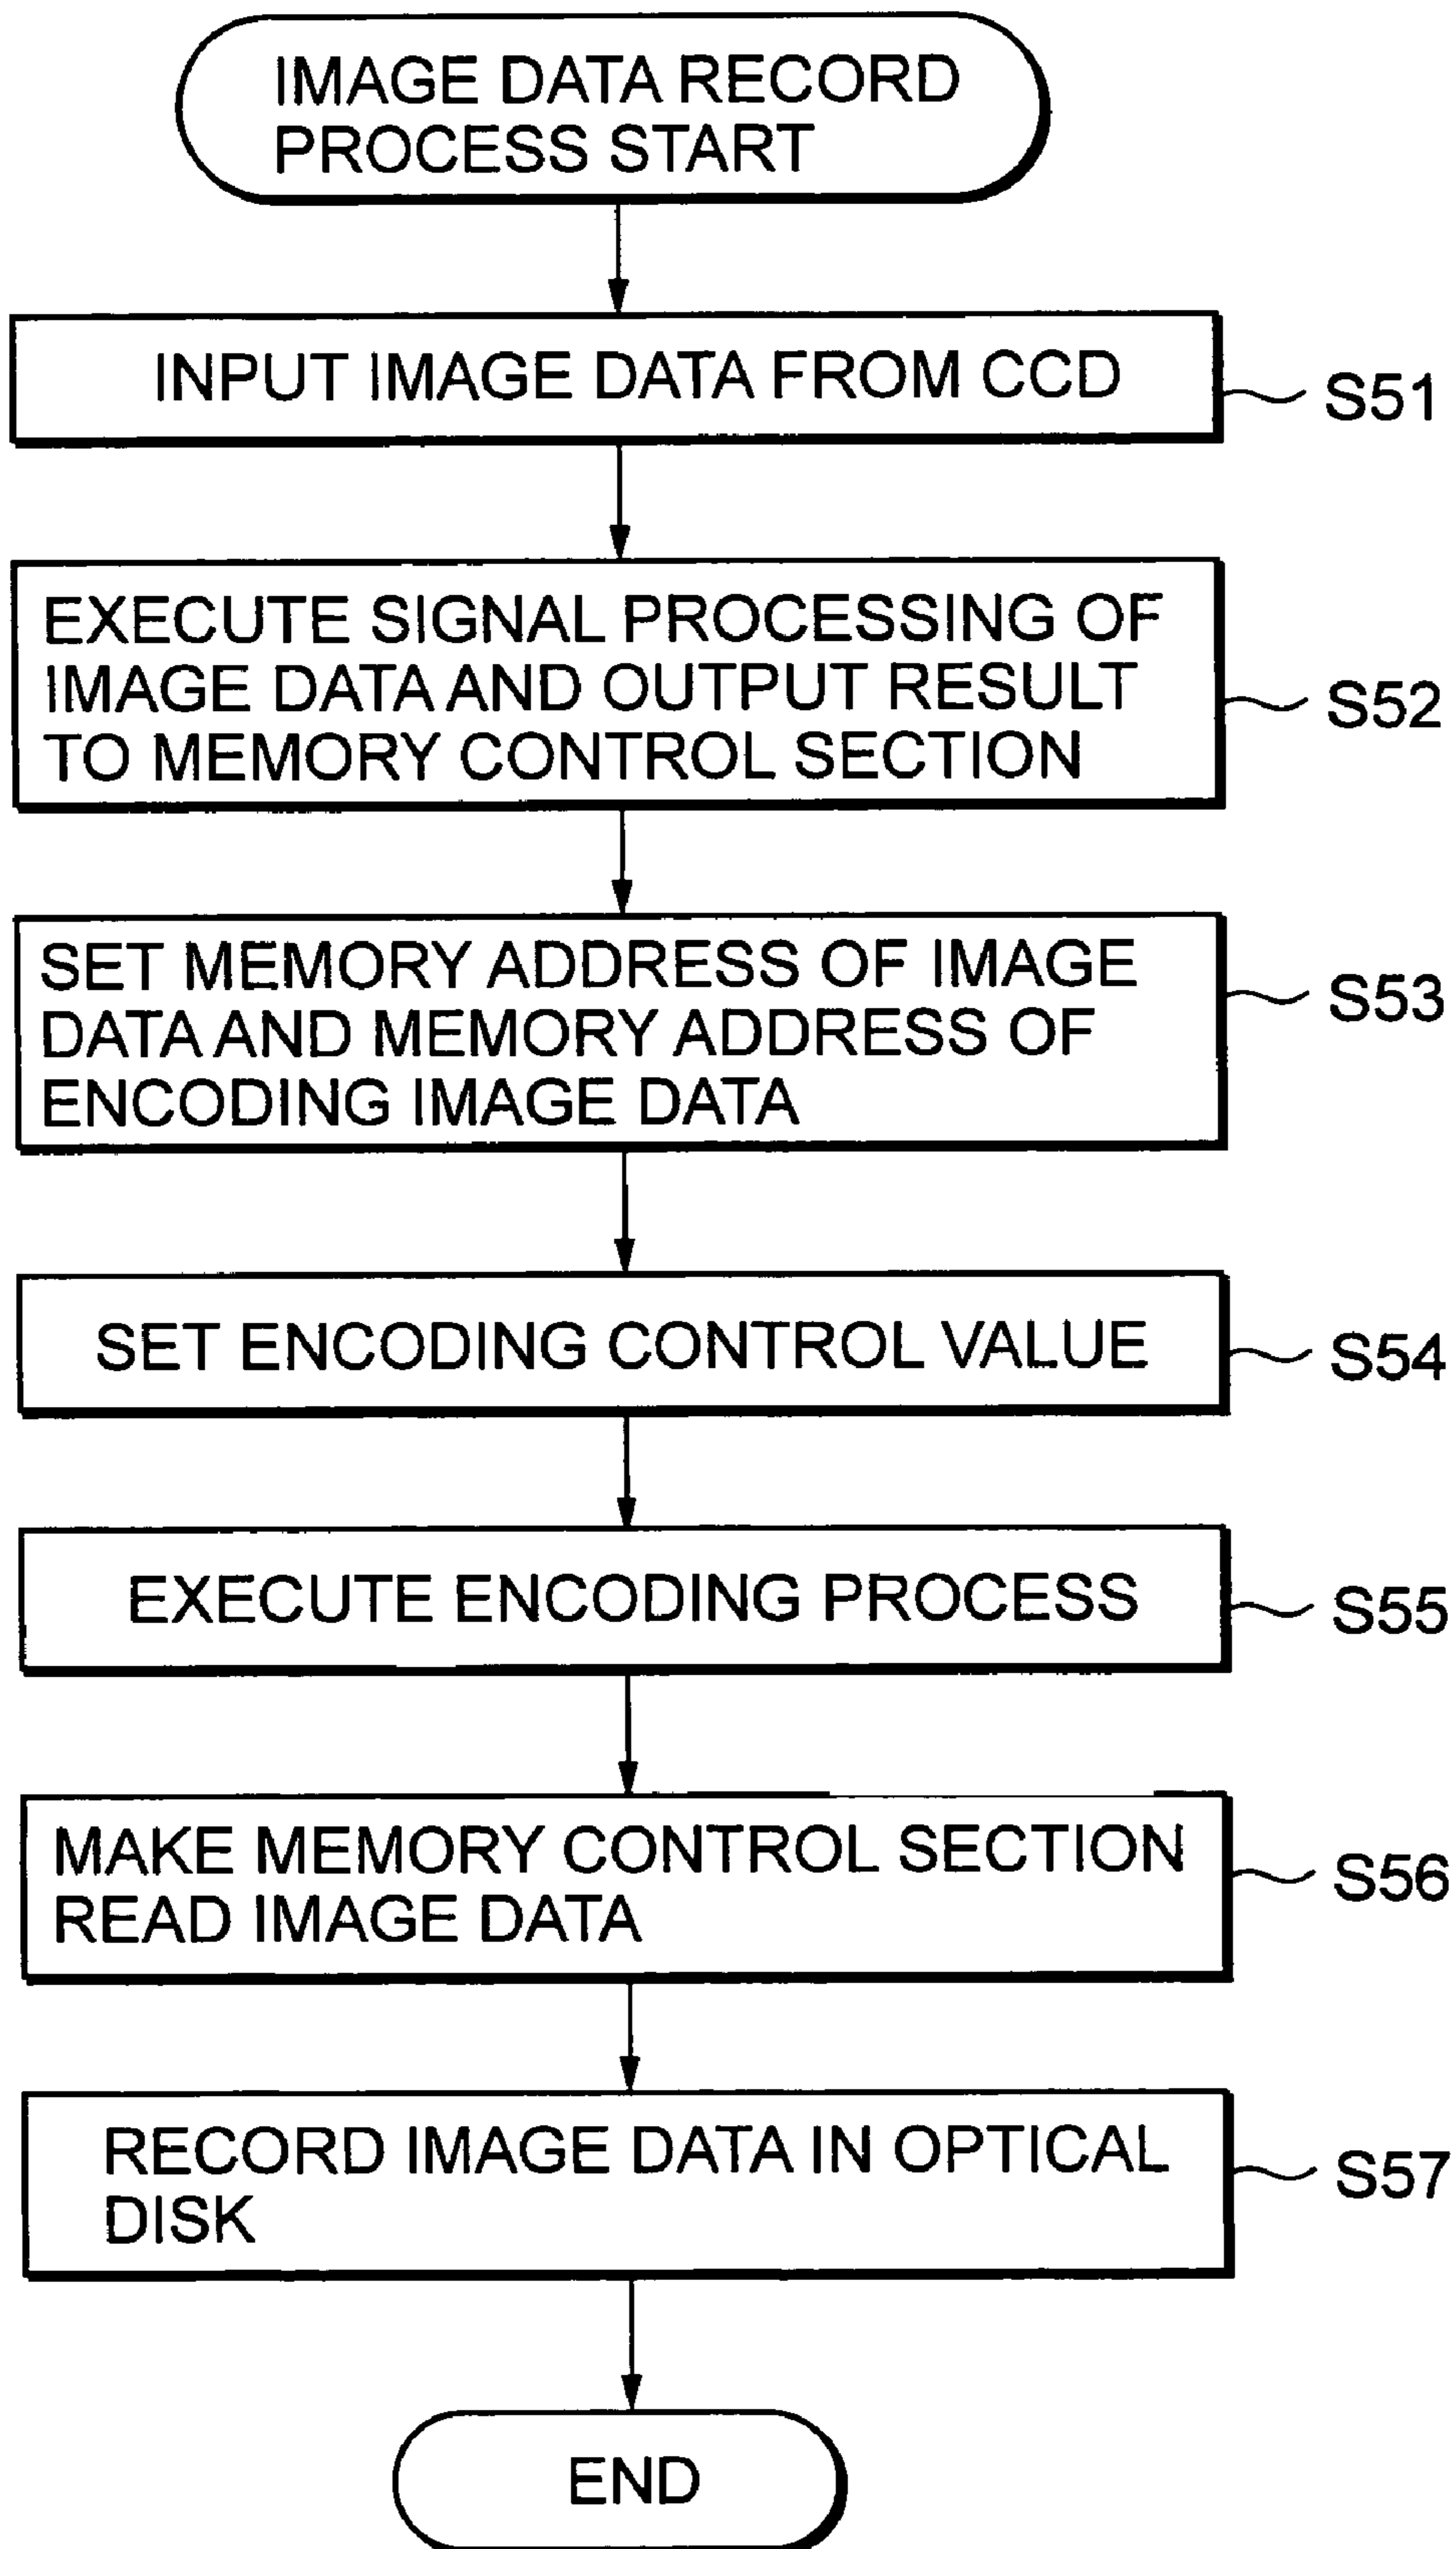 IMAGE DATA RECORD
PROCESS START
INPUT IMAGE DATA FROM CCD
S51
EXECUTE SIGNAL PROCESSING OF
IMAGE DATA AND OUTPUT RESULT
TO MEMORY CONTROL SECTION
S52
SET MEMORY ADDRESS OF IMAGE
DATA AND MEMORY ADDRESS OF
ENCODING IMAGE DATA
S53
SET ENCODING CONTROL VALUE
S54
EXECUTE ENCODING PROCESS
S55
MAKE MEMORY CONTROL SECTION
READ IMAGE DATA
S56
RECORD IMAGE DATA IN OPTICAL
DISK
S57
END